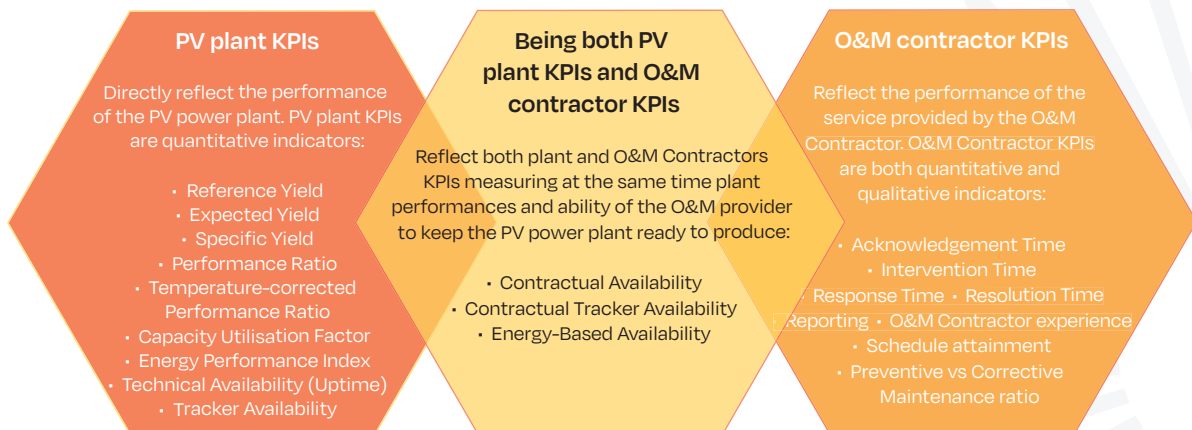 PV plant KPIs
Directly reflect the performance
of the PV power plant. PV plant KPIs
are quantitative indicators:
• Reference Yield
• Expected Yield
• Specific Yield
• Performance Ratio
• Temperature-corrected
Performance Ratio
• Capacity Utilisation Factor
• Energy Performance Index
• Technical Availability (Uptime)
• Tracker Availability
Being both PV
plant KPIs and O&M
contractor KPIs
Reflect both plant and O&M Contractors
KPIs measuring at the same time plant
performances and ability of the O&M provider
to keep the PV power plant ready to produce:
• Contractual Availability
• Contractual Tracker Availability
• Energy-Based Availability
O&M contractor KPIs
Reflect the performance of the
service provided by the O&M
Contractor. O&M Contractor KPIs
are both quantitative and
qualitative indicators:
• Acknowledgement Time
• Intervention Time
• Response Time • Resolution Time
• Reporting • O&M Contractor experience
• Schedule attainment
• Preventive vs Corrective
Maintenance ratio